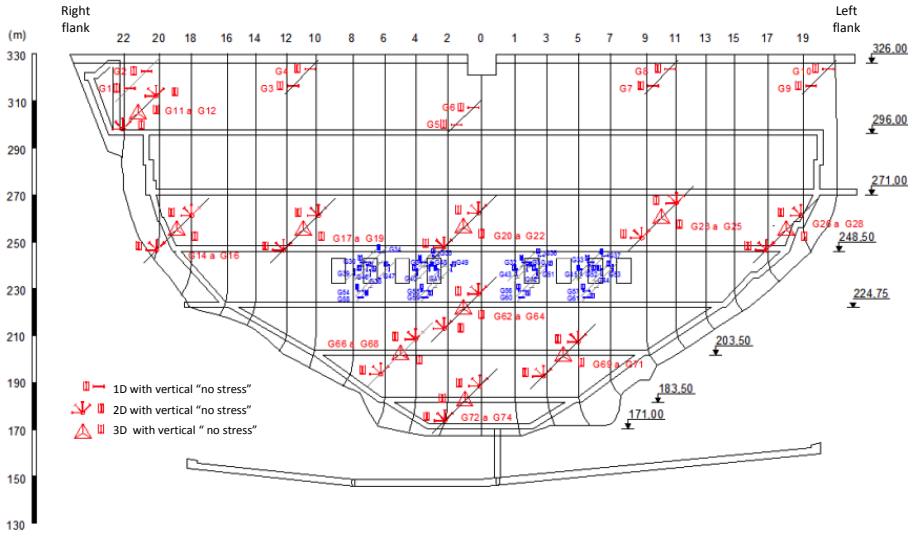 Right flank
Left flank
(m)
22 20 18 16 14 12 10 8 6 4 2 0 1 3 5 7 9 11 13 15 17 19
330
310
290
270
250
230
210
190
170
150
130
326.00
296.00
271.00
248.50
224.75
203.50
183.50
171.00
G2
G1
G11 a G12
G4
G3
G6
G5
G8
G7
G10
G9
G14 a G16
G17 a G19
G20 a G22
G23 a G25
G26 a G28
G34
G49
G62 a G64
G66 a G68
G69 a G71
G72 a G74
1D with vertical "no stress"
2D with vertical "no stress"
3D with vertical " no stress"